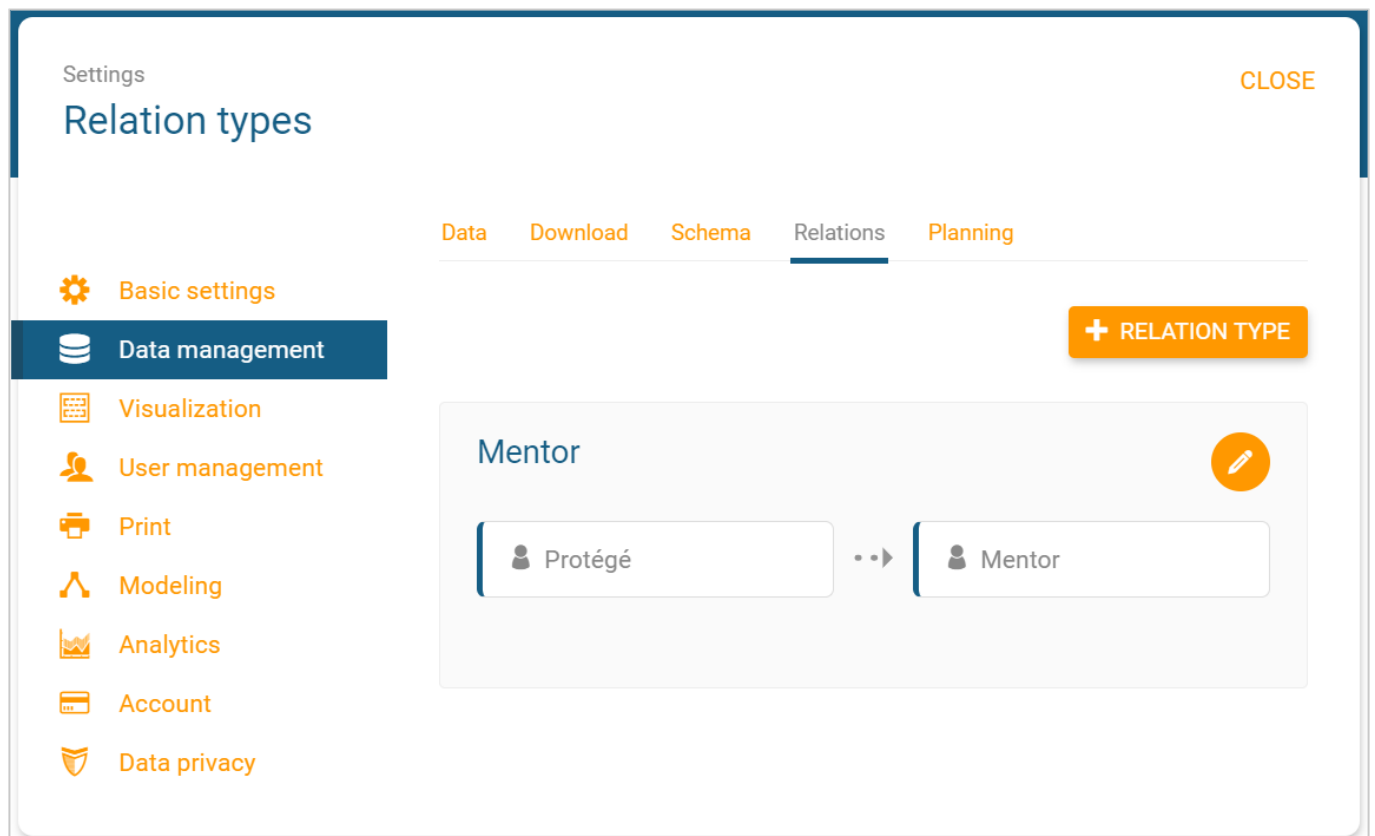 Settings
CLOSE
Relation types
Data Download Schema Relations Planning
Basic settings
+ RELATION TYPE
Data management
Visualization
Mentor
User management
Print
Protégé
Mentor
Modeling
Analytics
Account
Data privacy